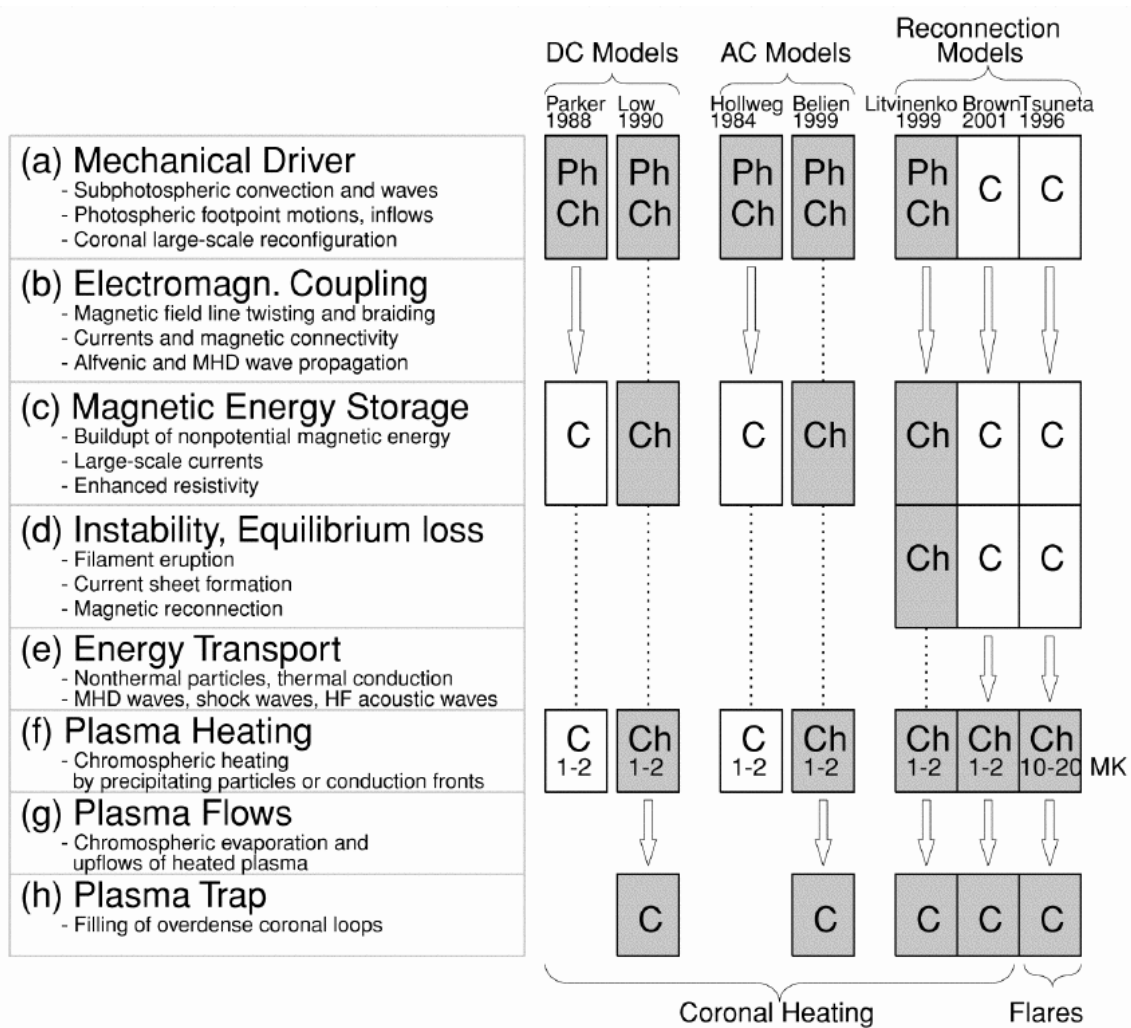 Reconnection
DC Models AC Models Models
Parker Low Hollweg Belien Litvinenko Brown Tsuneta
1988 1990 1984 1999 1999 2001 1996
(a) Mechanical Driver
- Subphotospheric convection and waves
- Photospheric footpoint motions, inflows
- Coronal large-scale reconfiguration
Ph Ph Ph Ph Ph
Ch Ch Ch Ch Ch C C
(b) Electromagn. Coupling
- Magnetic field line twisting and braiding
- Currents and magnetic connectivity
- Alfvenic and MHD wave propagation
(c) Magnetic Energy Storage
- Buildupt of nonpotential magnetic energy
- Large-scale currents
- Enhanced resistivity
C Ch C Ch Ch C C
(d) Instability, Equilibrium loss
- Filament eruption
- Current sheet formation
- Magnetic reconnection
Ch C C
(e) Energy Transport
- Nonthermal particles, thermal conduction
- MHD waves, shock waves, HF acoustic waves
(f) Plasma Heating
- Chromospheric heating
by precipitating particles or conduction fronts
C Ch C Ch Ch Ch Ch
1-2 1-2 1-2 1-2 1-2 1-2 10-20 MK
(g) Plasma Flows
- Chromospheric evaporation and
upflows of heated plasma
(h) Plasma Trap
- Filling of overdense coronal loops
C C C C C
Coronal Heating Flares